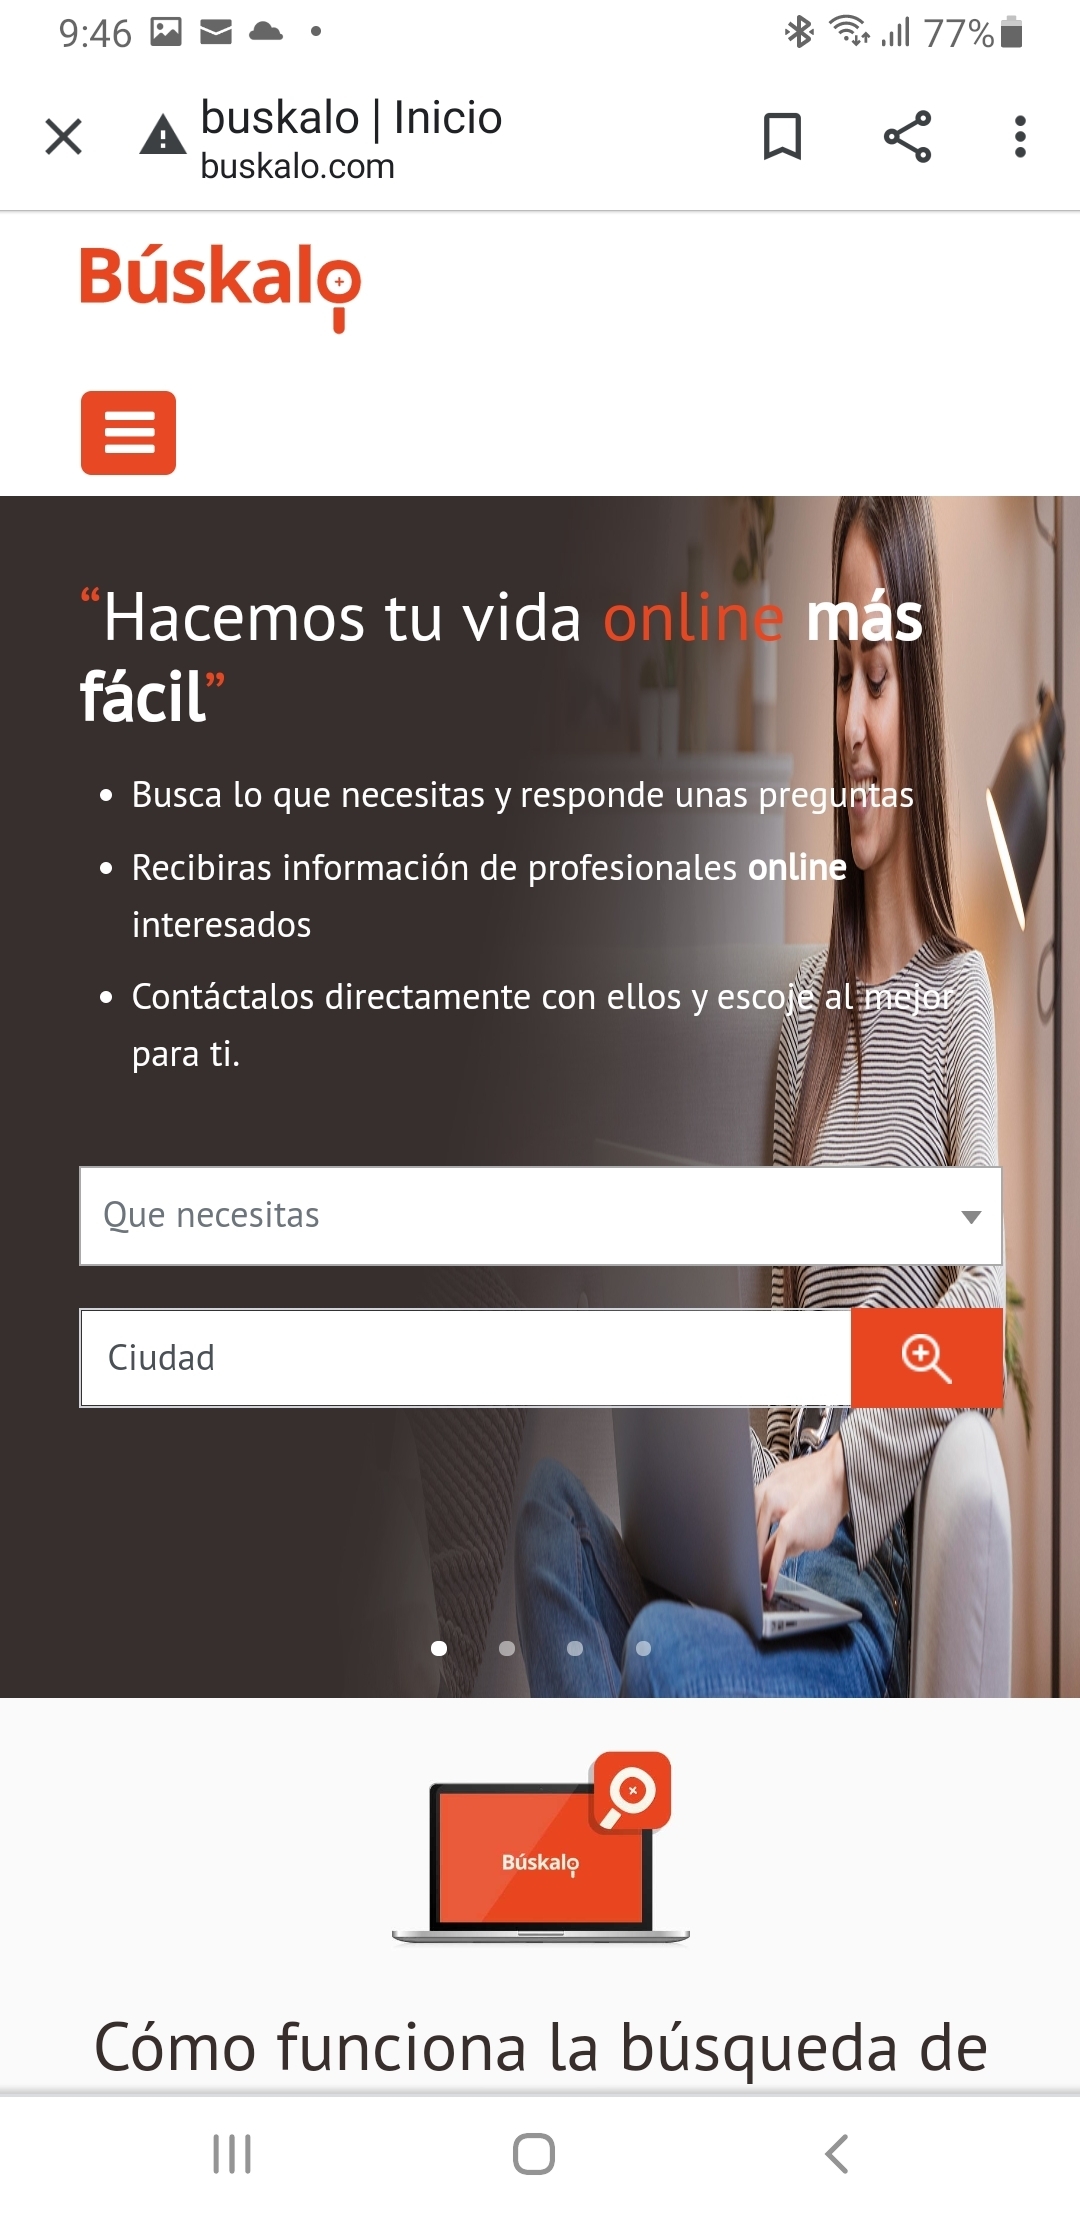 9:46
77%
buskalo | Inicio
buskalo.com
Búskalo
“Hacemos tu vida online más
fácil”
Busca lo que necesitas y responde unas preguntas
Recibiras información de profesionales online
interesados
Contáctalos directamente con ellos y escoje al mejor
para ti.
Que necesitas
Ciudad
Búskalo
Cómo funciona la búsqueda de